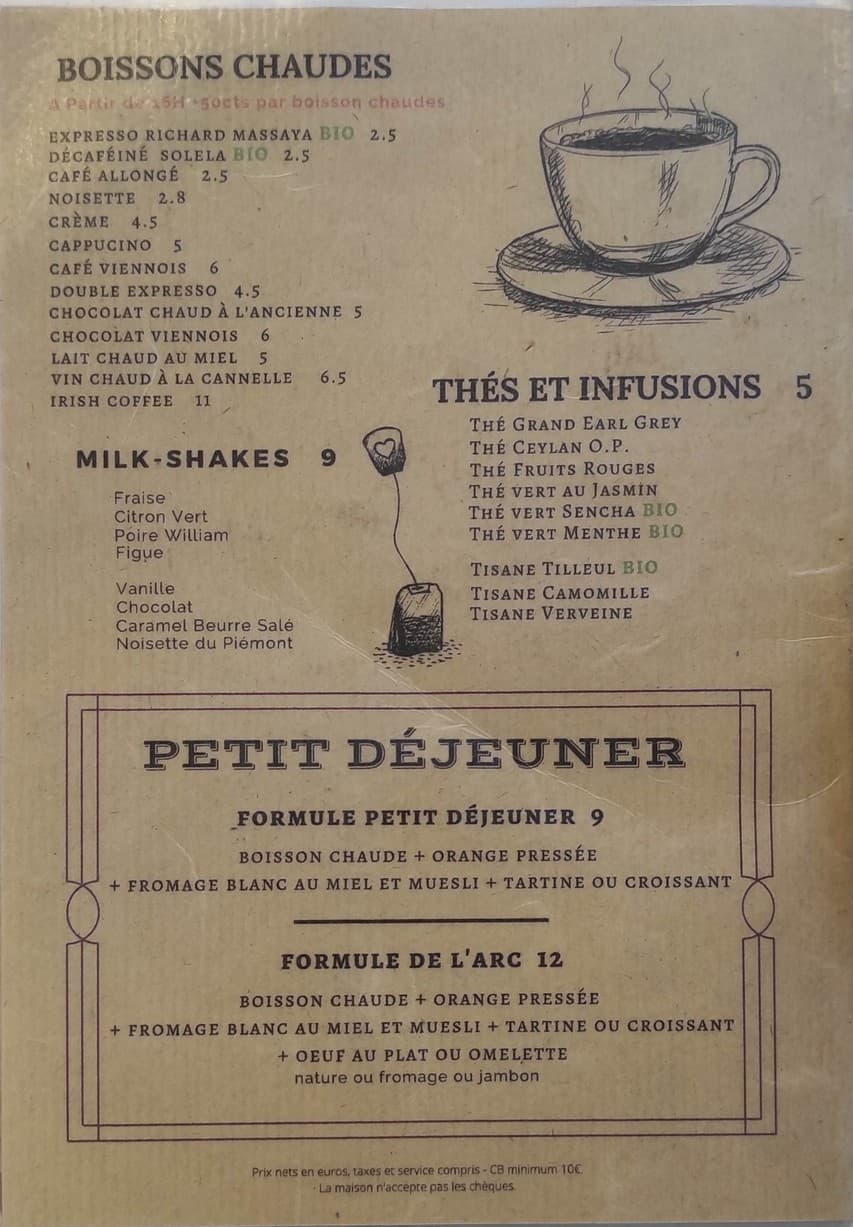 BOISSONS CHAUDES
A Partir de 16H +50cts par boisson chaudes
EXPRESSO RICHARD MASSAYA BIO 2.5
DÉCAFÉINÉ SOLELA BIO 2.5
CAFÉ ALLONGÉ 2.5
NOISETTE 2.8
CRÈME 4.5
CAPPUCINO 5
CAFÉ VIENNOIS 6
DOUBLE EXPRESSO 4.5
CHOCOLAT CHAUD À L'ANCIENNE 5
CHOCOLAT VIENNOIS 6
LAIT CHAUD AU MIEL 5
VIN CHAUD À LA CANNELLE 6.5
IRISH COFFEE 11
MILK-SHAKES 9
Fraise
Citron Vert
Poire William
Figue
Vanille
Chocolat
Caramel Beurre Salé
Noisette du Piémont
THÉS ET INFUSIONS 5
THÉ GRAND EARL GREY
THÉ CEYLAN O.P.
THÉ FRUITS ROUGES
THÉ VERT AU JASMIN
THÉ VERT SENCHA BIO
THÉ VERT MENTHE BIO
TISANE TILLEUL BIO
TISANE CAMOMILLE
TISANE VERVEINE
PETIT DÉJEUNER
FORMULE PETIT DÉJEUNER 9
BOISSON CHAUDE + ORANGE PRESSÉE
+ FROMAGE BLANC AU MIEL ET MUESLI + TARTINE OU CROISSANT
FORMULE DE L'ARC 12
BOISSON CHAUDE + ORANGE PRESSÉE
+ FROMAGE BLANC AU MIEL ET MUESLI + TARTINE OU CROISSANT
+ OEUF AU PLAT OU OMELETTE
nature ou fromage ou jambon
Prix nets en euros, taxes et service compris - CB minimum 10€
La maison n'accepte pas les chèques.